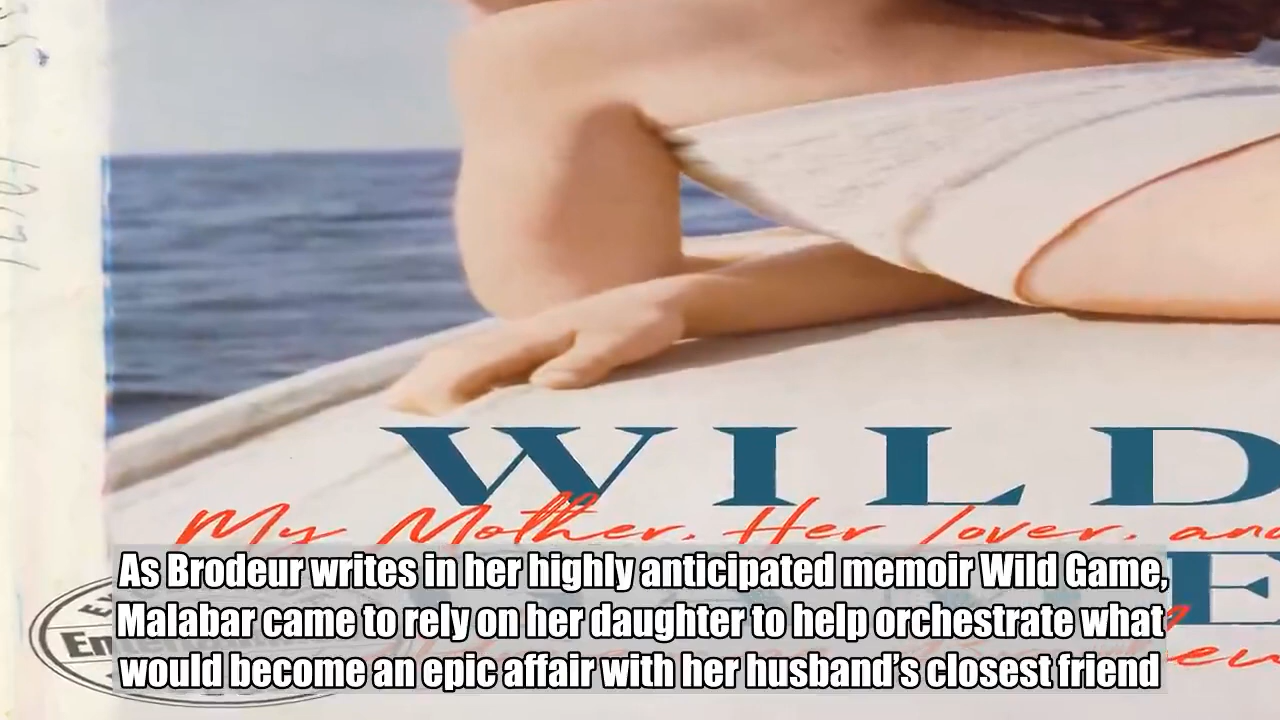 WILD
My Mother, Her Lover, and
As Brodeur writes in her highly anticipated memoir Wild Game,
Malabar came to rely on her daughter to help orchestrate what
would become an epic affair with her husband’s closest friend